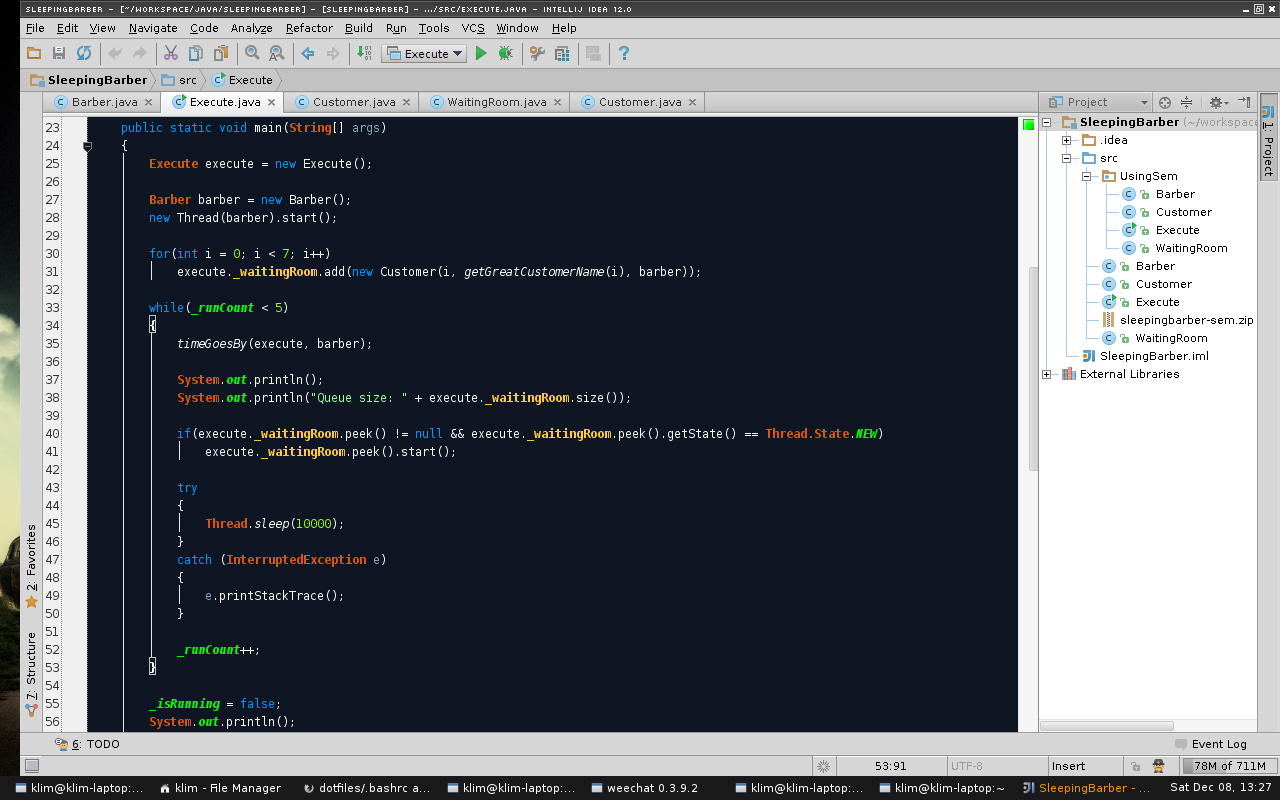 SLEEPINGBARBER - [~/WORKSPACE/JAVA/SLEEPINGBARBER] - [SLEEPINGBARBER] - .../SRC/EXECUTE.JAVA - INTELLIJ IDEA 12.0
File Edit View Navigate Code Analyze Refactor Build Run Tools VCS Window Help
Execute
SleepingBarber src Execute
Barber.java Execute.java Customer.java WaitingRoom.java Customer.java
23 public static void main(String[] args)
24 {
25 Execute execute = new Execute();
26
27 Barber barber = new Barber();
28 new Thread(barber).start();
29
30 for(int i = 0; i < 7; i++)
31 execute._waitingRoom.add(new Customer(i, getGreatCustomerName(i), barber));
32
33 while(_runCount < 5)
34 {
35 timeGoesBy(execute, barber);
36
37 System.out.println();
38 System.out.println("Queue size: " + execute._waitingRoom.size());
39
40 if(execute._waitingRoom.peek() != null && execute._waitingRoom.peek().getState() == Thread.State.NEW)
41 execute._waitingRoom.peek().start();
42
43 try
44 {
45 Thread.sleep(10000);
46 }
47 catch (InterruptedException e)
48 {
49 e.printStackTrace();
50 }
51
52 _runCount++;
53 }
54
55 _isRunning = false;
56 System.out.println();
Project
SleepingBarber (~/workspace
.idea
src
UsingSem
Barber
Customer
Execute
WaitingRoom
Barber
Customer
Execute
sleepingbarber-sem.zip
WaitingRoom
SleepingBarber.iml
External Libraries
1: Project
2: Favorites
7: Structure
6: TODO
Event Log
53:91 UTF-8 Insert 78M of 711M
klim@klim-laptop:... klim - File Manager dotfiles/.bashrc a... klim@klim-laptop:... weechat 0.3.9.2 klim@klim-laptop:... klim@klim-laptop:~ SleepingBarber - ... Sat Dec 08, 13:27